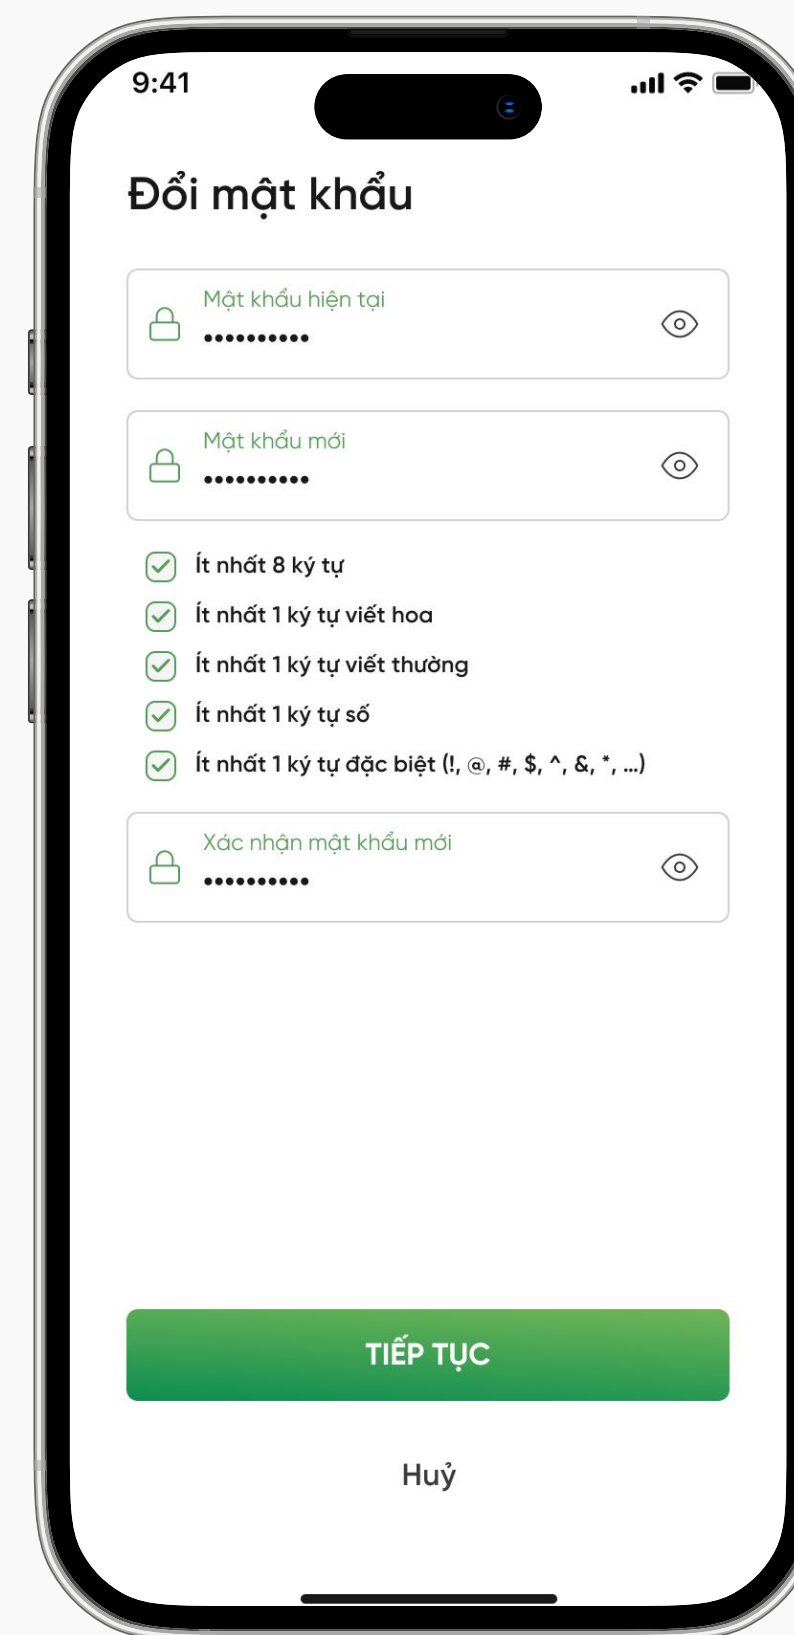 9:41
Đổi mật khẩu
Mật khẩu hiện tại
••••••••••
Mật khẩu mới
••••••••••
Ít nhất 8 ký tự
Ít nhất 1 ký tự viết hoa
Ít nhất 1 ký tự viết thường
Ít nhất 1 ký tự số
Ít nhất 1 ký tự đặc biệt (!, @, #, $, ^, &, *, ...)
Xác nhận mật khẩu mới
••••••••••
TIẾP TỤC
Huỷ